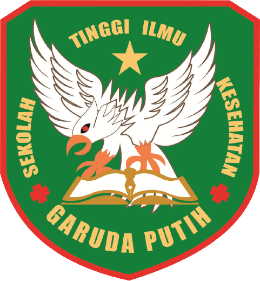 SEKOLAH
TINGGI ILMU
KESEHATAN
GARUDA PUTIH